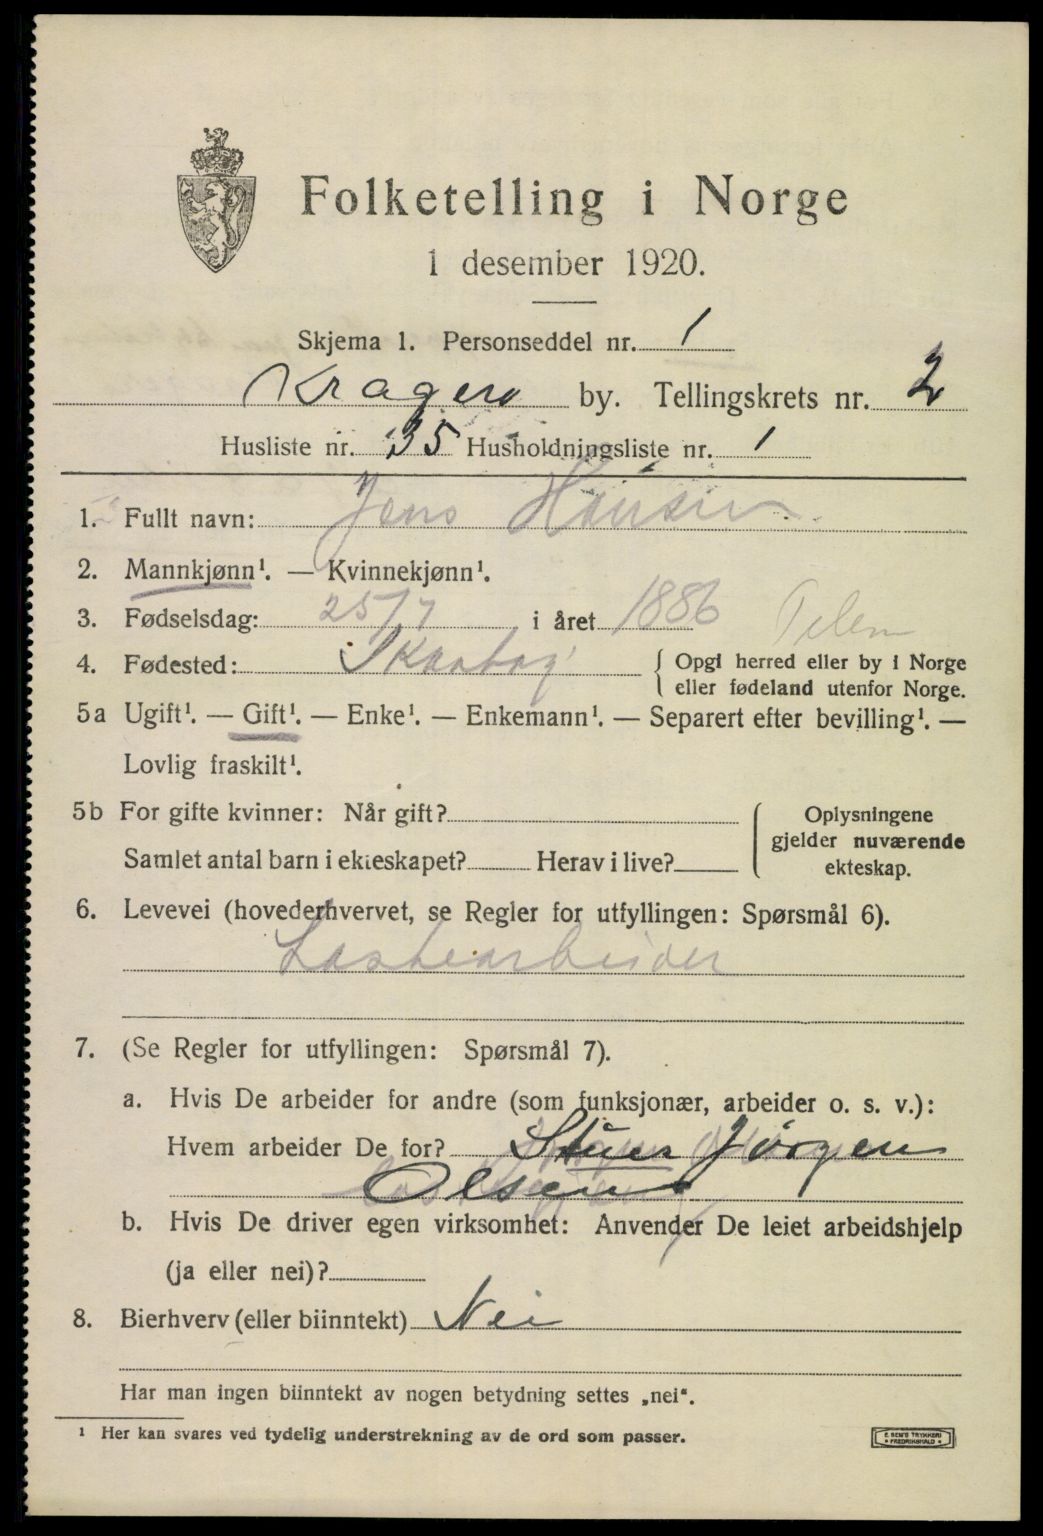 Folketelling i Norge
1 desember 1920.
Skjema 1. Personseddel nr. 1
Kragerø by. Tellingskrets nr. 2
Husliste nr. 35 Husholdningsliste nr. 1
1. Fullt navn: Jens Hansen
2. Mannkjønn¹. — Kvinnekjønn¹.
3. Fødselsdag: 25/7 i året 1886 Telem
4. Fødested: Skaatøy { Opgi herred eller by i Norge
eller fødeland utenfor Norge.
5a Ugift¹. — Gift¹. — Enke¹. — Enkemann¹. — Separert efter bevilling¹. —
Lovlig fraskilt¹.
5b For gifte kvinner: Når gift? { Oplysningene
gjelder nuværende
Samlet antal barn i ekteskapet? Herav i live? ekteskap.
6. Levevei (hovederhvervet, se Regler for utfyllingen: Spørsmål 6).
Lastearbeider
7. (Se Regler for utfyllingen: Spørsmål 7).
a. Hvis De arbeider for andre (som funksjonær, arbeider o. s. v.):
Hvem arbeider De for? Stuer Jørgen
Olsen
b. Hvis De driver egen virksomhet: Anvender De leiet arbeidshjelp
(ja eller nei)?
8. Bierhverv (eller biinntekt) Nei
Har man ingen biinntekt av nogen betydning settes „nei“.
¹ Her kan svares ved tydelig understrekning av de ord som passer.
E. SEM'S TRYKKERI
FREDRIKSHALD